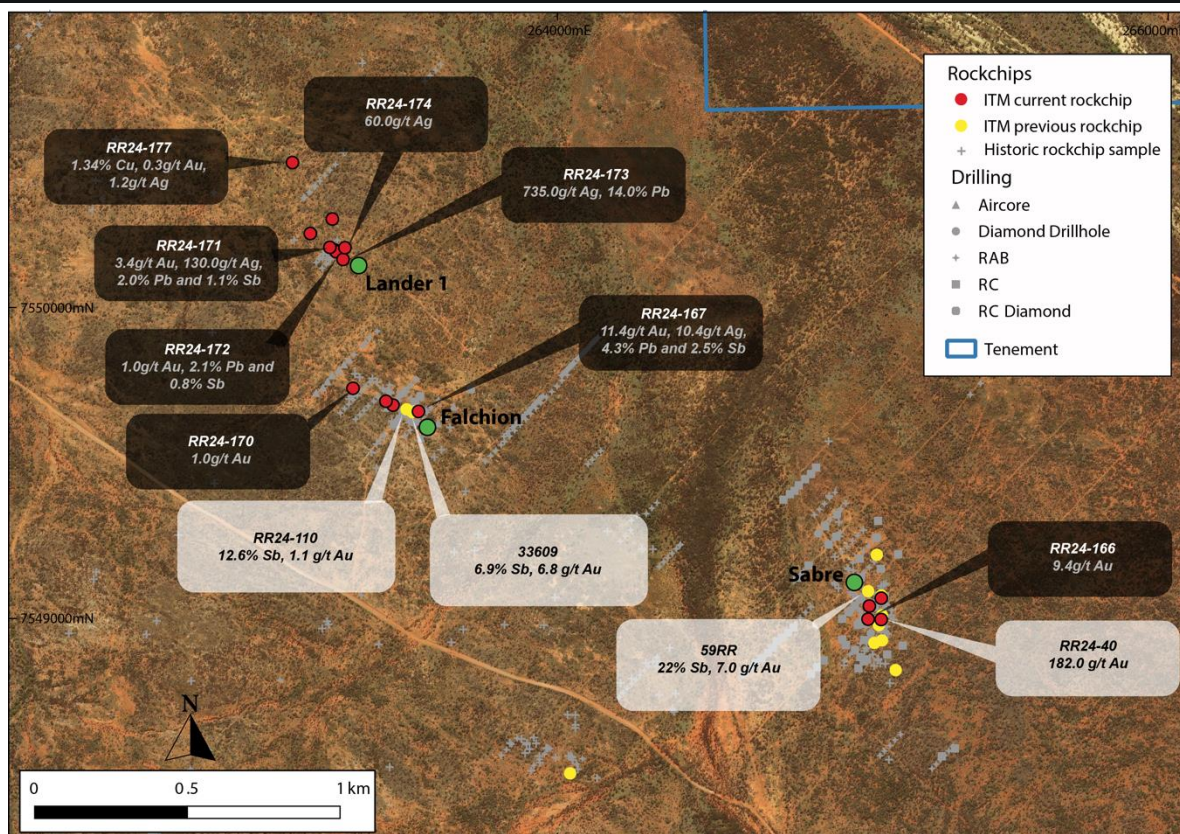 264000mE
266000mE
Rockchips
ITM current rockchip
ITM previous rockchip
Historic rockchip sample
Drilling
Aircore
Diamond Drillhole
RAB
RC
RC Diamond
Tenement
RR24-174
60.0g/t Ag
RR24-177
1.34% Cu, 0.3g/t Au,
1.2g/t Ag
RR24-173
735.0g/t Ag, 14.0% Pb
RR24-171
3.4g/t Au, 130.0g/t Ag,
2.0% Pb and 1.1% Sb
Lander 1
7550000mN
RR24-167
11.4g/t Au, 10.4g/t Ag,
4.3% Pb and 2.5% Sb
RR24-172
1.0g/t Au, 2.1% Pb and
0.8% Sb
Falchion
RR24-170
1.0g/t Au
RR24-110
12.6% Sb, 1.1 g/t Au
33609
6.9% Sb, 6.8 g/t Au
RR24-166
9.4g/t Au
Sabre
7549000mN
59RR
22% Sb, 7.0 g/t Au
RR24-40
182.0 g/t Au
N
0 0.5 1 km